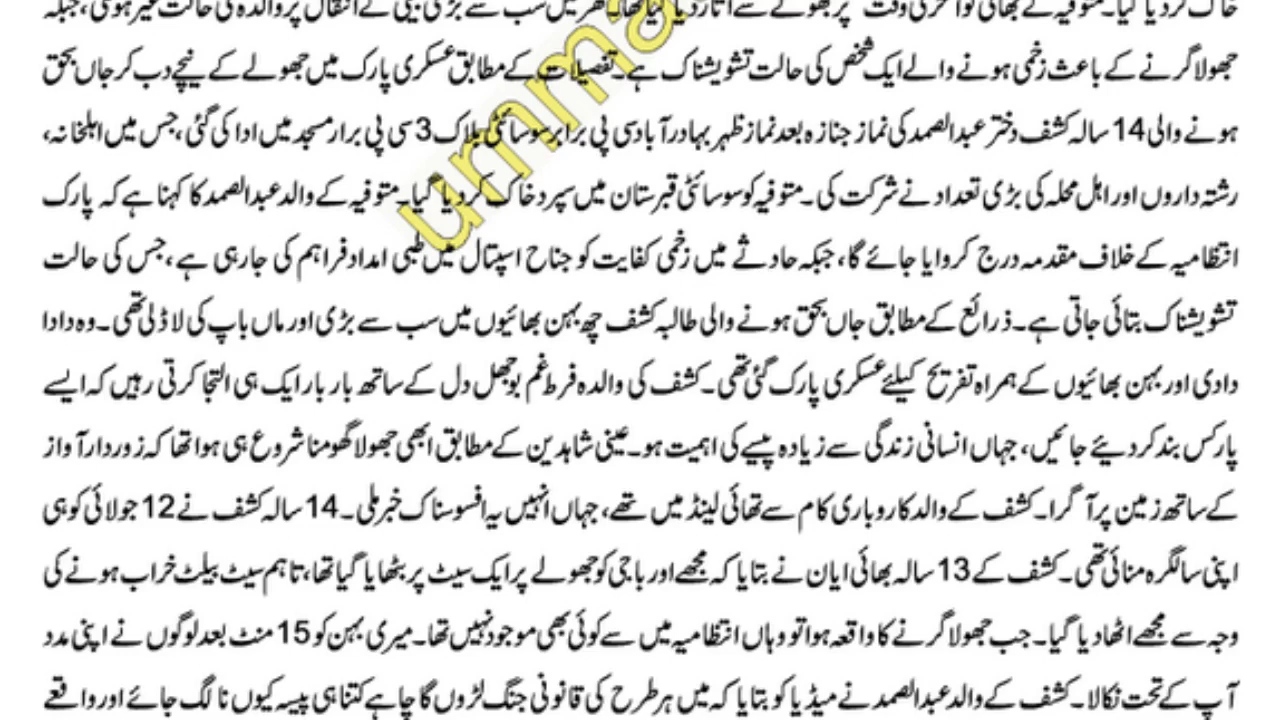 خاک کردیا گیا۔ متوفیہ کے بھائی کو آخری وقت پر جھولے سے اتار دیا گیا تھا، گھر میں سب سے بڑی بیٹی کے انتقال پر والدہ کی حالت غیر ہوگئی، جبکہ
جھولا گرنے کے باعث زخمی ہونے والے ایک شخص کی حالت تشویشناک ہے۔ تفصیلات کے مطابق عسکری پارک میں جھولے کے نیچے دب کر جاں بحق
ہونے والی 14 سالہ کشف دختر عبدالصمد کی نماز جنازہ بعد نماز ظہر بہادر آباد سی پی برابر سوسائٹی بلاک 3 سی پی برار مسجد میں ادا کی گئی، جس میں اہلخانہ،
رشتہ داروں اور اہل محلہ کی بڑی تعداد نے شرکت کی۔ متوفیہ کو سوسائٹی قبرستان میں سپرد خاک کردیا گیا۔ متوفیہ کے والد عبدالصمد کا کہنا ہے کہ پارک
انتظامیہ کے خلاف مقدمہ درج کروایا جائے گا، جبکہ حادثے میں زخمی کفایت کو جناح اسپتال میں طبی امداد فراہم کی جارہی ہے، جس کی حالت
تشویشناک بتائی جاتی ہے۔ ذرائع کے مطابق جاں بحق ہونے والی طالبہ کشف چھ بہن بھائیوں میں سب سے بڑی اور ماں باپ کی لاڈلی تھی۔ وہ دادا
دادی اور بہن بھائیوں کے ہمراہ تفریح کیلئے عسکری پارک گئی تھی۔ کشف کی والدہ فرط غم بوجھل دل کے ساتھ بار بار ایک ہی التجا کرتی رہیں کہ ایسے
پارکس بند کردیئے جائیں، جہاں انسانی زندگی سے زیادہ پیسے کی اہمیت ہو۔ عینی شاہدین کے مطابق ابھی جھولا گھومنا شروع ہی ہوا تھا کہ زوردار آواز
کے ساتھ زمین پر آ گرا۔ کشف کے والد کاروباری کام سے تھائی لینڈ میں تھے، جہاں انہیں یہ افسوسناک خبر ملی۔ 14 سالہ کشف نے 12 جولائی کو ہی
اپنی سالگرہ منائی تھی۔ کشف کے 13 سالہ بھائی ایان نے بتایا کہ مجھے اور باجی کو جھولے پر ایک سیٹ پر بٹھایا گیا تھا، تاہم سیٹ بیلٹ خراب ہونے کی
وجہ سے مجھے اٹھا دیا گیا۔ جب جھولا گرنے کا واقعہ ہوا تو وہاں انتظامیہ میں سے کوئی بھی موجود نہیں تھا۔ میری بہن کو 15 منٹ بعد لوگوں نے اپنی مدد
آپ کے تحت نکالا۔ کشف کے والد عبدالصمد نے میڈیا کو بتایا کہ میں ہر طرح کی قانونی جنگ لڑوں گا چاہے کتنا ہی پیسہ کیوں نا لگ جائے اور واقعے
umma